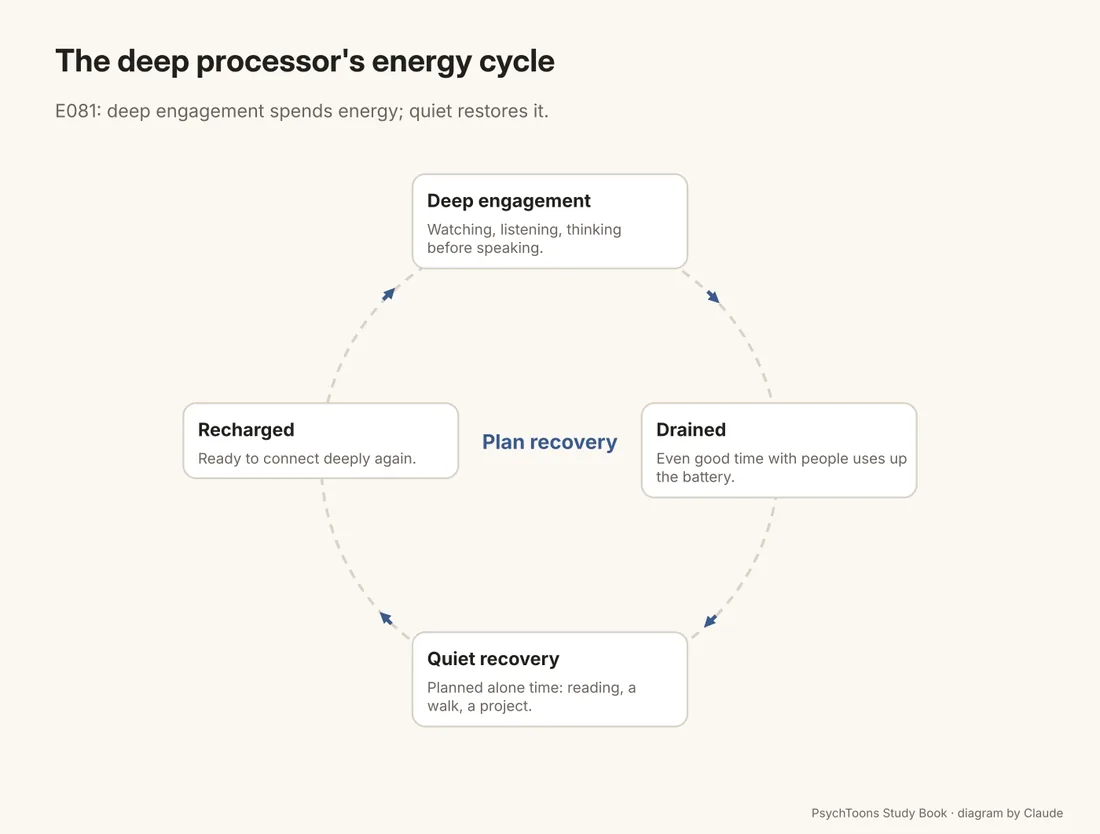 The deep processor's energy cycle
E081: deep engagement spends energy; quiet restores it.
Deep engagement
Watching, listening, thinking
before speaking.
Recharged
Ready to connect deeply again.
Plan recovery
Drained
Even good time with people uses up
the battery.
Quiet recovery
Planned alone time: reading, a
walk, a project.
PsychToons Study Book · diagram by Claude